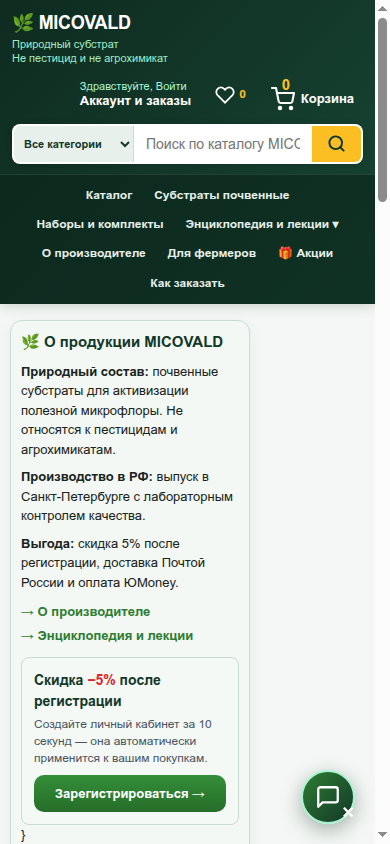 🌿 MICOVALD
Природный субстрат
Не пестицид и не агрохимикат
Здравствуйте, Войти
Аккаунт и заказы
0
0
Корзина
Все категории
Поиск по каталогу MICO
Каталог
Субстраты почвенные
Наборы и комплекты
Энциклопедия и лекции ▾
О производителе
Для фермеров
🎁 Акции
Как заказать
🌿 О продукции MICOVALD
Природный состав: почвенные
субстраты для активизации
полезной микрофлоры. Не
относятся к пестицидам и
агрохимикатам.
Производство в РФ: выпуск в
Санкт-Петербурге с лабораторным
контролем качества.
Выгода: скидка 5% после
регистрации, доставка Почтой
России и оплата ЮMoney.
→ О производителе
→ Энциклопедия и лекции
Скидка −5% после
регистрации
Создайте личный кабинет за 10
секунд — она автоматически
применится к вашим покупкам.
Зарегистрироваться →
}